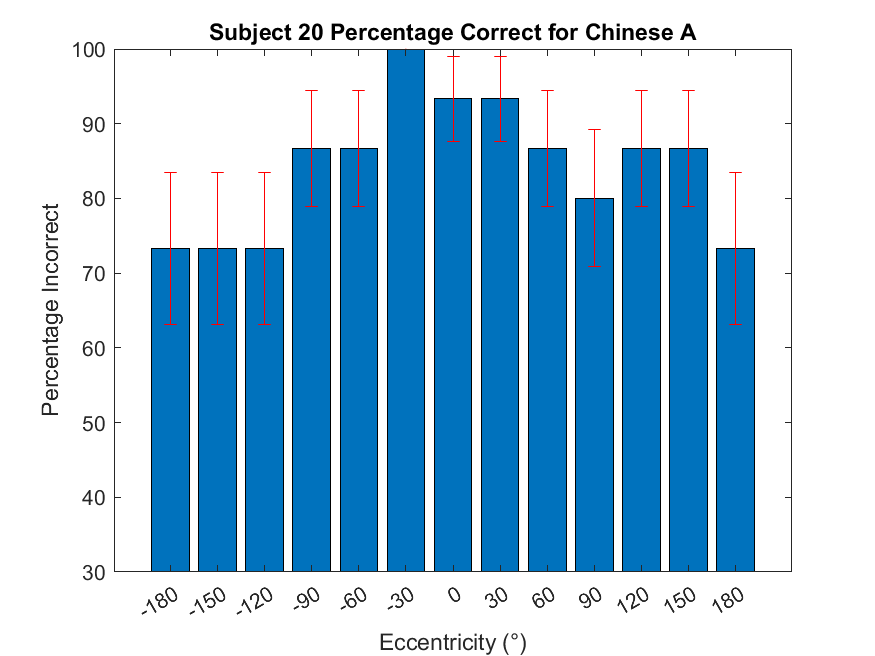 Subject 20 Percentage Correct for Chinese A
Percentage Incorrect
100
90
80
70
60
50
40
30
-180 -150 -120 -90 -60 -30 0 30 60 90 120 150 180
Eccentricity (°)